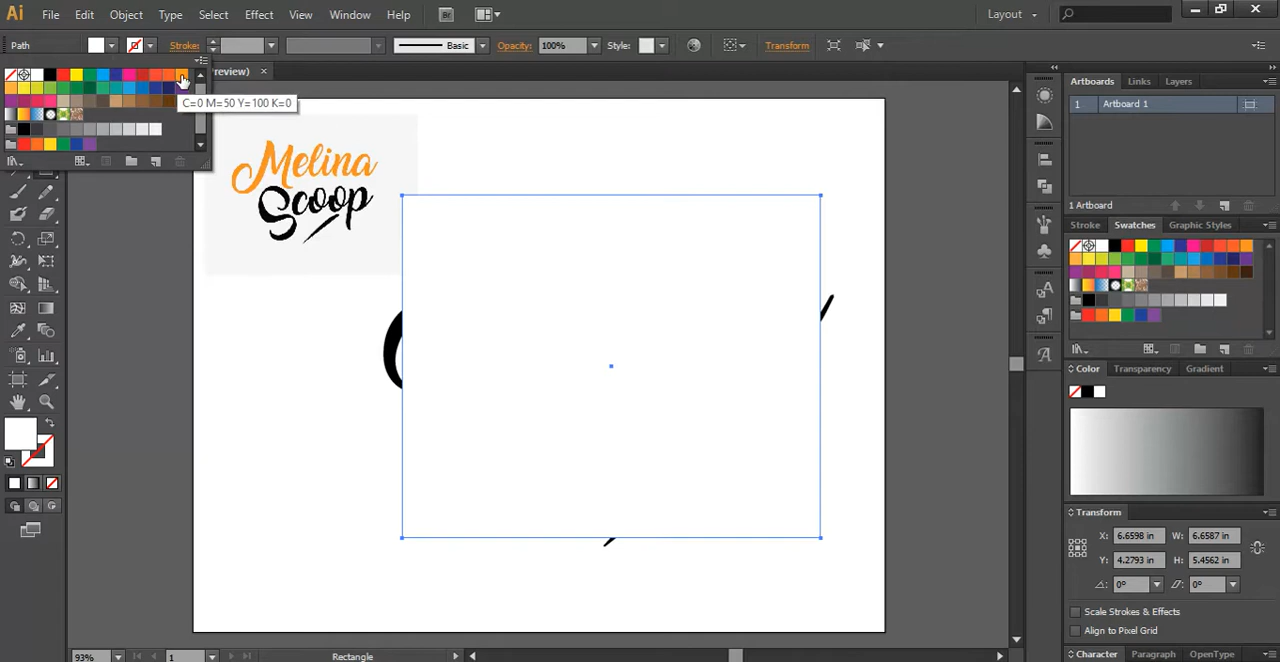 Ai File Edit Object Type Select Effect View Window Help Br Layout
Path Stroke: Basic Opacity: 100% Style: Transform
review) ×
C=0 M=50 Y=100 K=0
Melina
Scoop
Artboards Links Layers
1 Artboard 1
1 Artboard
Stroke Swatches Graphic Styles
Color Transparency Gradient
Transform
X: 6.6598 in W: 6.6587 in
Y: 4.2793 in H: 5.4562 in
0° 0°
Scale Strokes & Effects
Align to Pixel Grid
Character Paragraph OpenType
93% 1 Rectangle